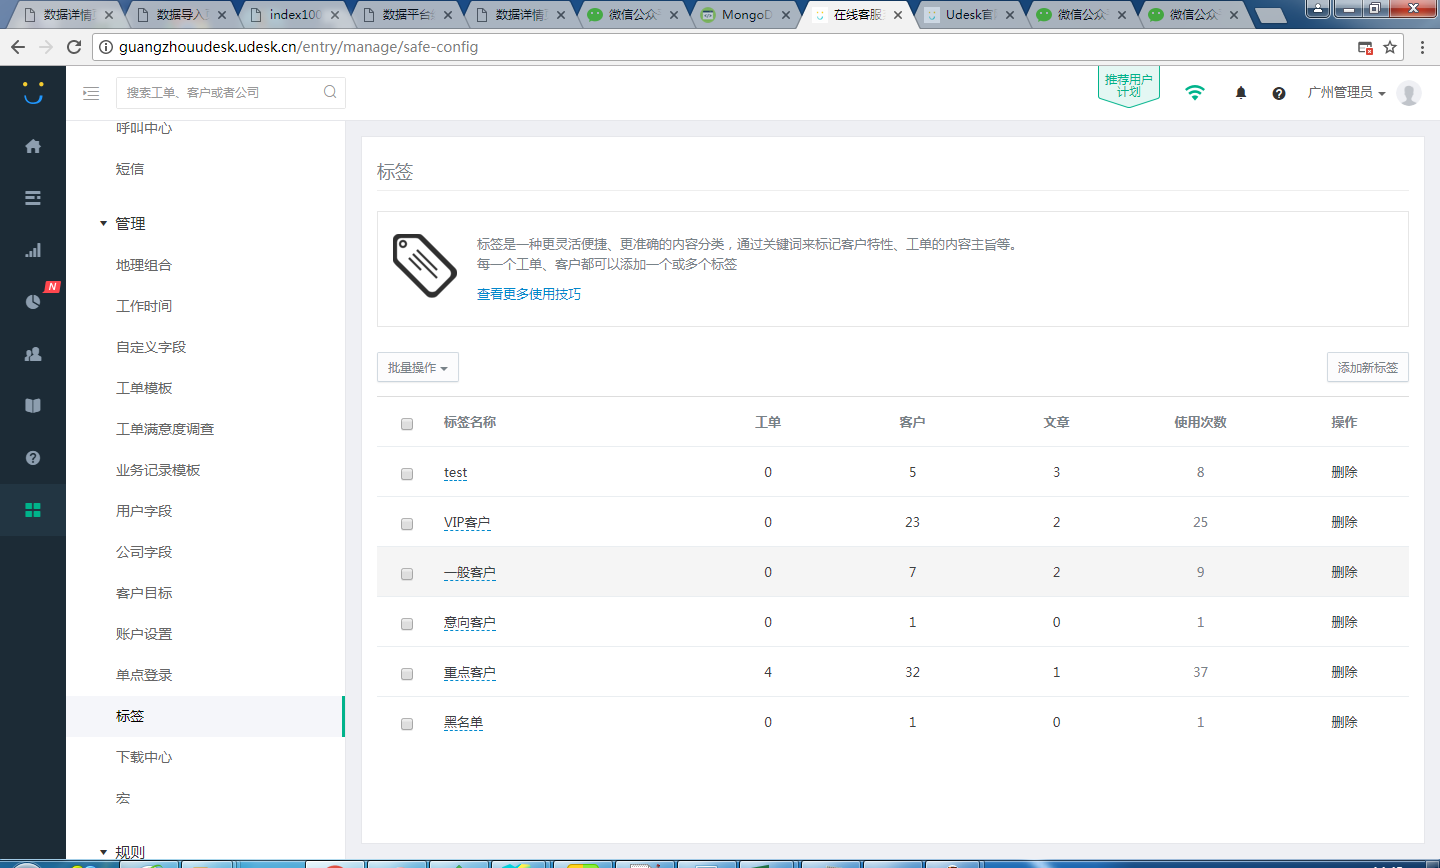 数据详情
数据导入
index100
数据平台
数据详情
微信公众
MongoD
在线客服
Udesk官
微信公众
微信公众
guangzhouudesk.udesk.cn/entry/manage/safe-config
搜索工单、客户或者公司
推荐用户
计划
广州管理员
呼叫中心
短信
管理
地理组合
工作时间
自定义字段
工单模板
工单满意度调查
业务记录模板
用户字段
公司字段
客户目标
账户设置
单点登录
标签
下载中心
宏
规则
N
标签
标签是一种更灵活便捷、更准确的内容分类，通过关键词来标记客户特性、工单的内容主旨等。
每一个工单、客户都可以添加一个或多个标签
查看更多使用技巧
批量操作
添加新标签
标签名称 工单 客户 文章 使用次数 操作
test 0 5 3 8 删除
VIP客户 0 23 2 25 删除
一般客户 0 7 2 9 删除
意向客户 0 1 0 1 删除
重点客户 4 32 1 37 删除
黑名单 0 1 0 1 删除